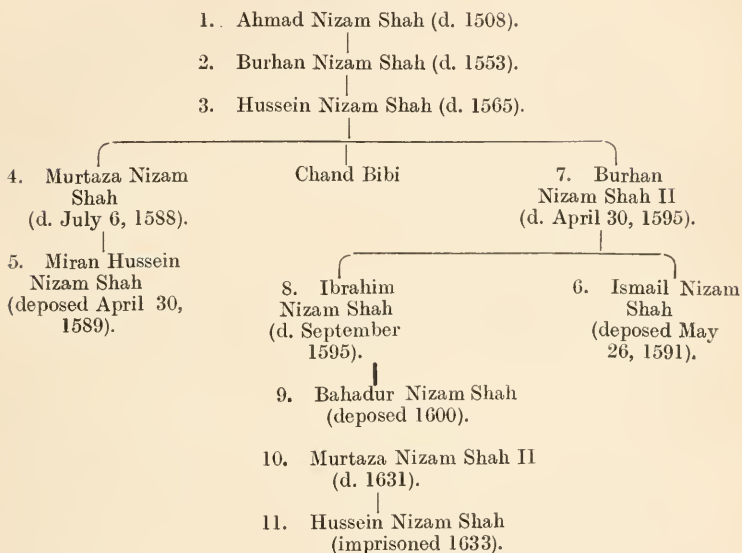 1. Ahmad Nizam Shah (d. 1508).
2. Burhan Nizam Shah (d. 1553).
3. Hussein Nizam Shah (d. 1565).
4. Murtaza Nizam
Shah
(d. July 6, 1588).
Chand Bibi
7. Burhan
Nizam Shah II
(d. April 30, 1595).
5. Miran Hussein
Nizam Shah
(deposed April 30,
1589).
8. Ibrahim
Nizam Shah
(d. September
1595).
6. Ismail Nizam
Shah
(deposed May
26, 1591).
9. Bahadur Nizam Shah
(deposed 1600).
10. Murtaza Nizam Shah II
(d. 1631).
11. Hussein Nizam Shah
(imprisoned 1633).